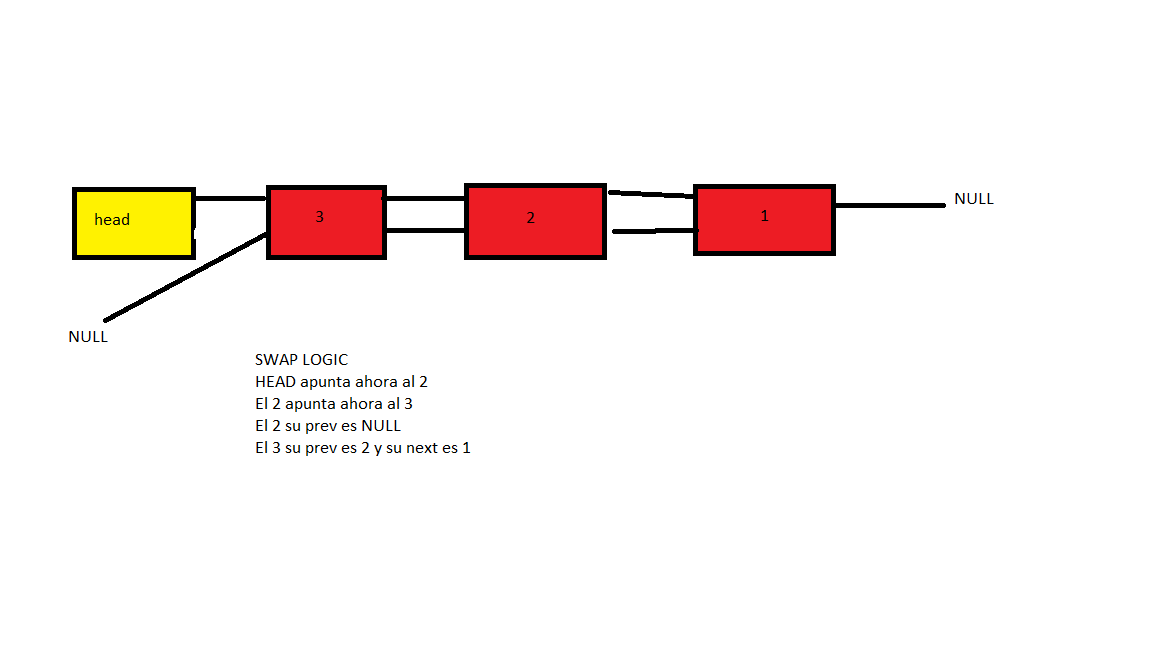 NULL
head
3
2
1
NULL
SWAP LOGIC
HEAD apunta ahora al 2
El 2 apunta ahora al 3
El 2 su prev es NULL
El 3 su prev es 2 y su next es 1